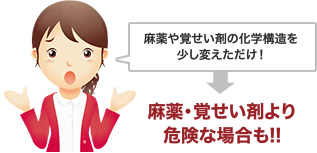 麻薬や覚せい剤の化学構造を
少し変えただけ！
麻薬・覚せい剤より
危険な場合も!!